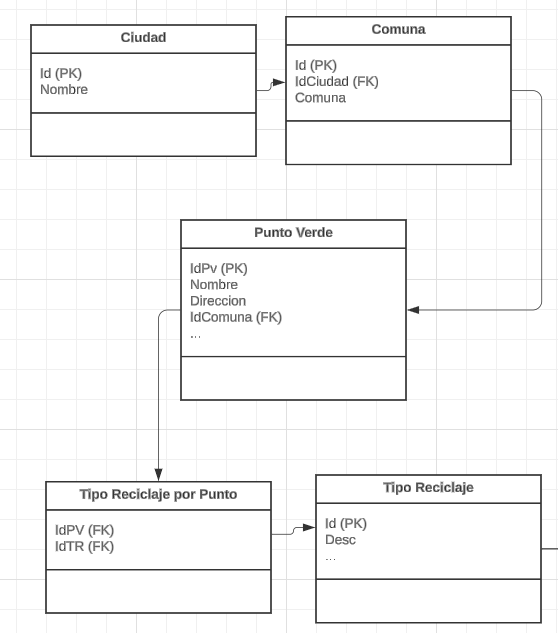 Ciudad
Id (PK)
Nombre
Comuna
Id (PK)
IdCiudad (FK)
Comuna
Punto Verde
IdPv (PK)
Nombre
Direccion
IdComuna (FK)
...
Tipo Reciclaje por Punto
IdPV (FK)
IdTR (FK)
Tipo Reciclaje
Id (PK)
Desc
...